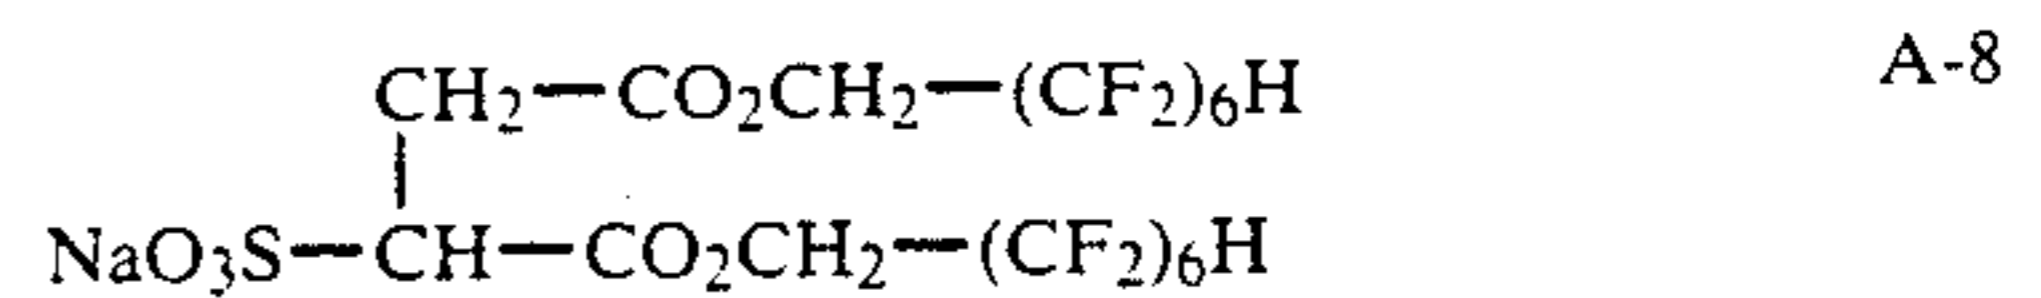 CH₂—CO₂CH₂—(CF₂)₆H A-8
NaO₃S—CH—CO₂CH₂—(CF₂)₆H